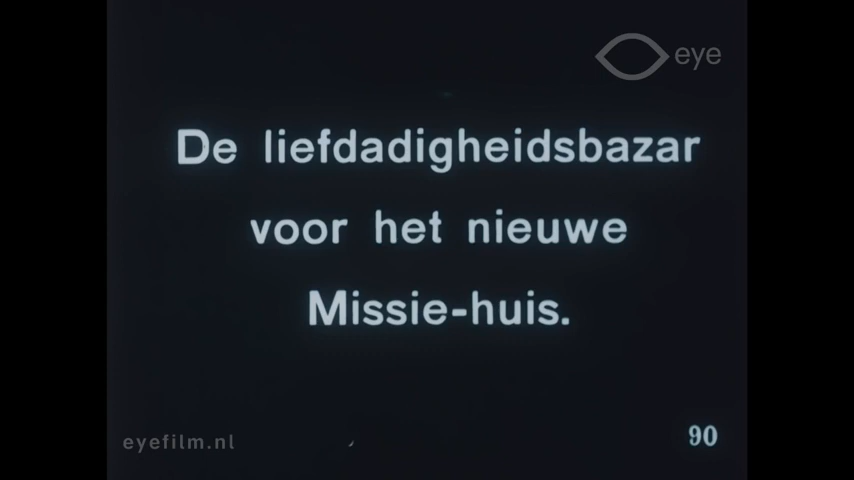 eye
De liefdadigheidsbazar
voor het nieuwe
Missie-huis.
eyefilm.nl
90